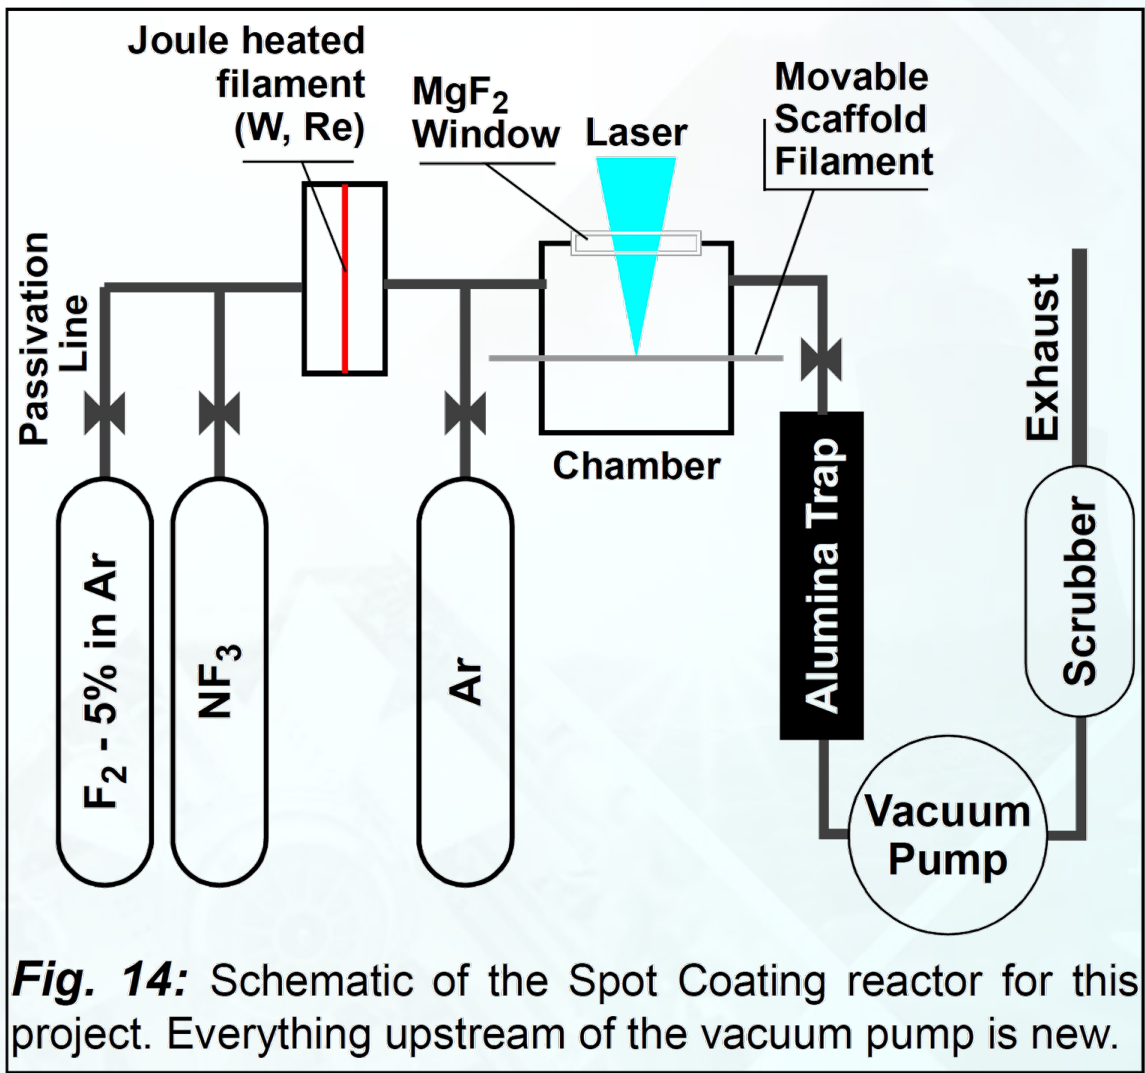 Joule heated
filament
(W, Re)
MgF₂
Window
Laser
Movable
Scaffold
Filament
Passivation
Line
Chamber
Exhaust
F₂ - 5% in Ar
NF₃
Ar
Alumina Trap
Scrubber
Vacuum
Pump
Fig. 14: Schematic of the Spot Coating reactor for this
project. Everything upstream of the vacuum pump is new.